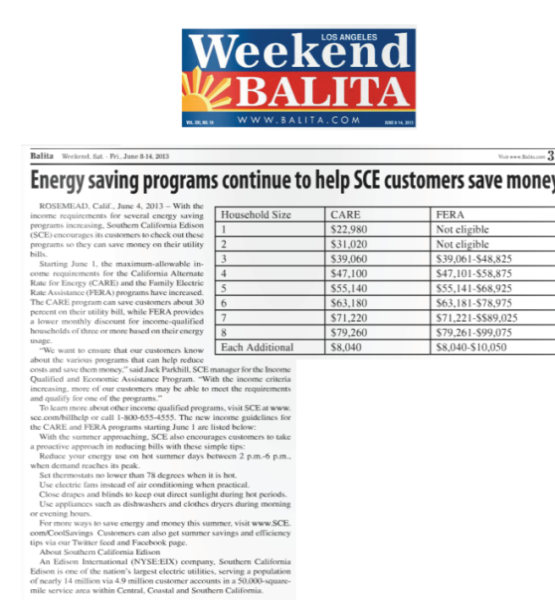 LOS ANGELES
Weekend
BALITA
VOL. XXI, NO. 14
WWW.BALITA.COM
JUNE 8-14, 2013
Balita Weekend, Sat. - Fri., June 8-14, 2013
Visit www.Balita.com 3
Energy saving programs continue to help SCE customers save money
ROSEMEAD, Calif., June 4, 2013 – With the
income requirements for several energy saving
programs increasing, Southern California Edison
(SCE) encourages its customers to check out these
programs so they can save money on their utility
bills.
Starting June 1, the maximum-allowable in-
come requirements for the California Alternate
Rate for Energy (CARE) and the Family Electric
Rate Assistance (FERA) programs have increased.
The CARE program can save customers about 30
percent on their utility bill, while FERA provides
a lower monthly discount for income-qualified
households of three or more based on their energy
usage.
"We want to ensure that our customers know
about the various programs that can help reduce
costs and save them money," said Jack Parkhill, SCE manager for the Income
Qualified and Economic Assistance Program. "With the income criteria
increasing, more of our customers may be able to meet the requirements
and qualify for one of the programs."
To learn more about other income qualified programs, visit SCE at www.
sce.com/billhelp or call 1-800-655-4555. The new income guidelines for
the CARE and FERA programs starting June 1 are listed below:
With the summer approaching, SCE also encourages customers to take
a proactive approach in reducing bills with these simple tips:
Reduce your energy use on hot summer days between 2 p.m.-6 p.m.,
when demand reaches its peak.
Set thermostats no lower than 78 degrees when it is hot.
Use electric fans instead of air conditioning when practical.
Close drapes and blinds to keep out direct sunlight during hot periods.
Use appliances such as dishwashers and clothes dryers during morning
or evening hours.
For more ways to save energy and money this summer, visit www.SCE.
com/CoolSavings Customers can also get summer savings and efficiency
tips via our Twitter feed and Facebook page.
About Southern California Edison
An Edison International (NYSE:EIX) company, Southern California
Edison is one of the nation's largest electric utilities, serving a population
of nearly 14 million via 4.9 million customer accounts in a 50,000-square-
mile service area within Central, Coastal and Southern California.
Household Size CARE FERA
1 $22,980 Not eligible
2 $31,020 Not eligible
3 $39,060 $39,061-$48,825
4 $47,100 $47,101-$58,875
5 $55,140 $55,141-$68,925
6 $63,180 $63,181-$78,975
7 $71,220 $71,221-$$89,025
8 $79,260 $79,261-$99,075
Each Additional $8,040 $8,040-$10,050